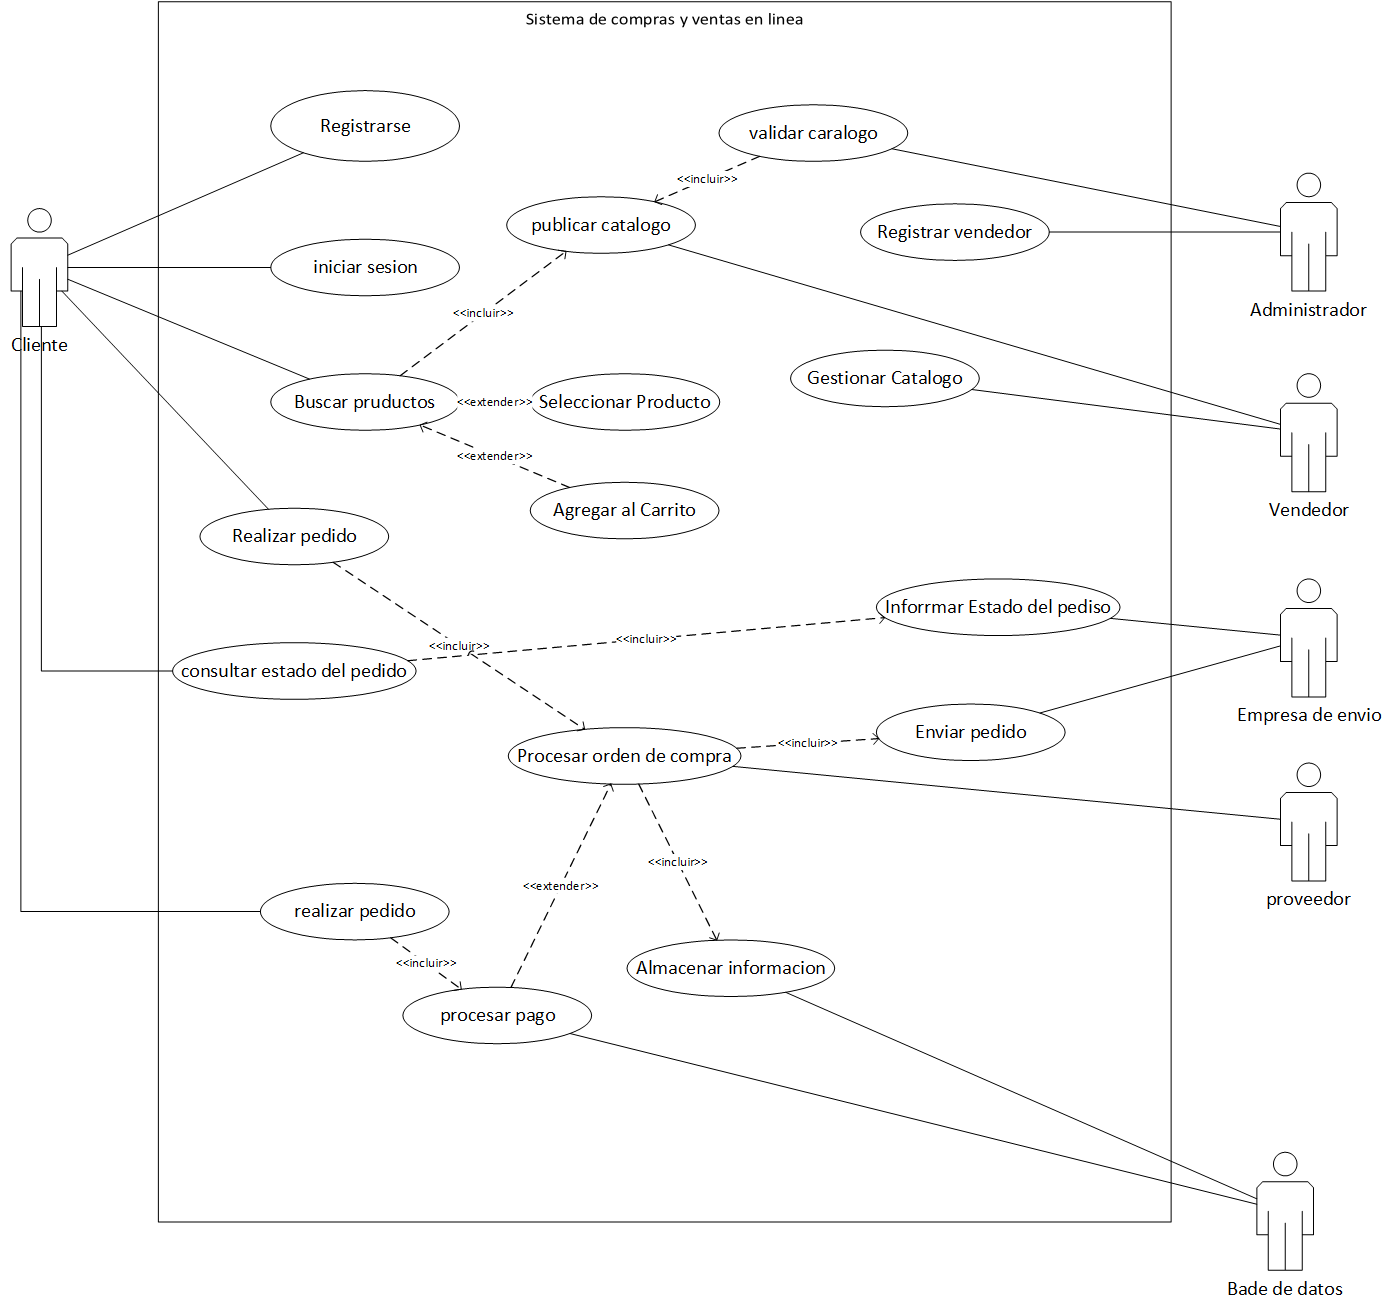 Sistema de compras y ventas en linea
Registrarse
validar caralogo
<<incluir>>
publicar catalogo
Registrar vendedor
iniciar sesion
Administrador
<<incluir>>
Cliente
Gestionar Catalogo
Buscar pruductos
<<extender>>
Seleccionar Producto
<<extender>>
Agregar al Carrito
Vendedor
Realizar pedido
Inforrmar Estado del pediso
<<incluir>>
<<incluir>>
consultar estado del pedido
Empresa de envio
Enviar pedido
<<incluir>>
Procesar orden de compra
<<incluir>>
<<extender>>
proveedor
realizar pedido
<<incluir>>
Almacenar informacion
procesar pago
Bade de datos